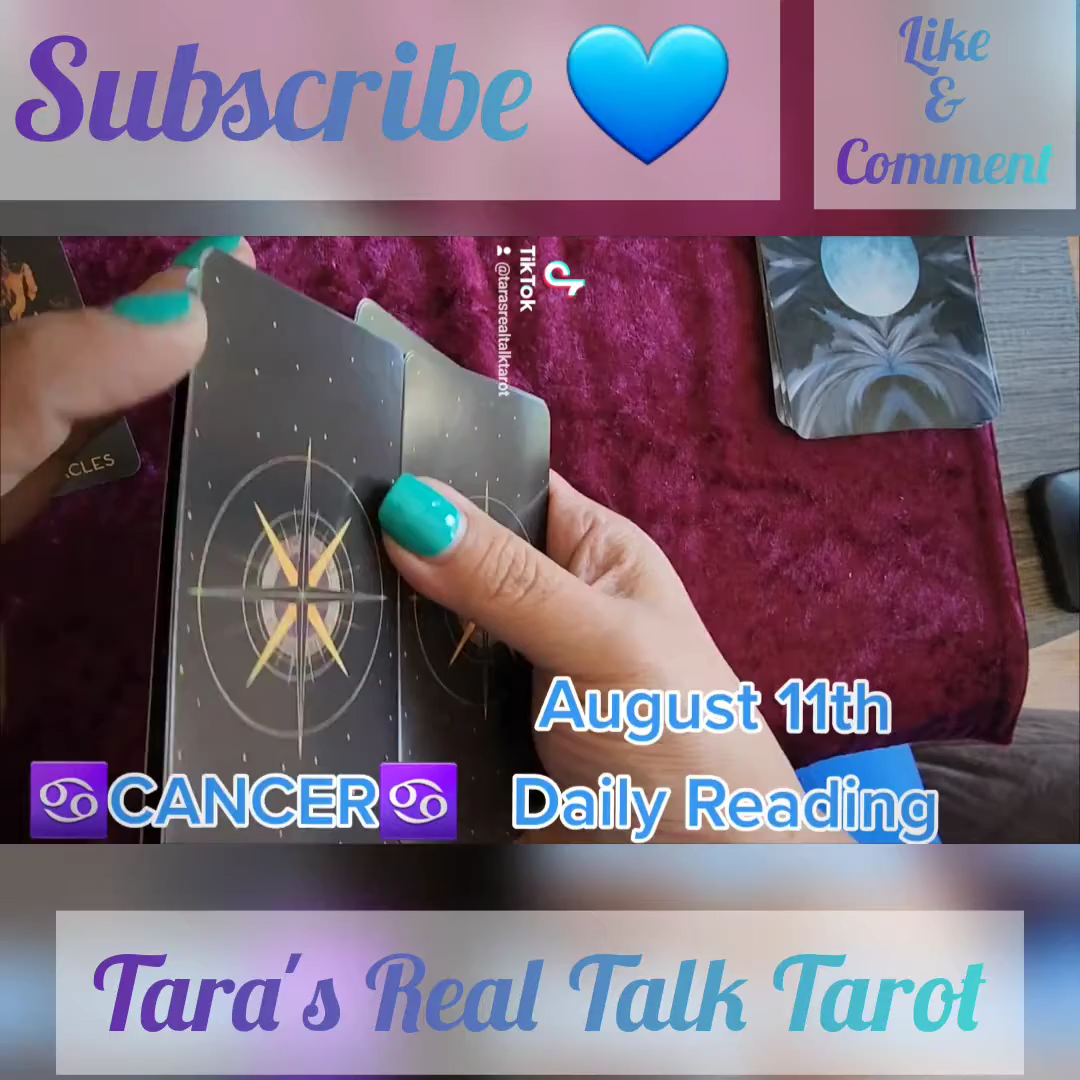 Subscribe 💙
Like
&
Comment
TikTok
@tarasrealtalktarot
CLES
August 11th
♋CANCER♋
Daily Reading
Tara's Real Talk Tarot